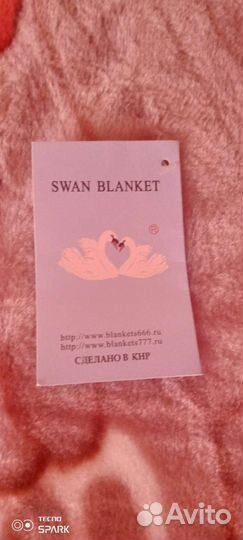 SWAN BLANKET
®
http://www.blankets666.ru
http://www.blankets777.ru
СДЕЛАНО В КНР
TECNO
SPARK
Avito